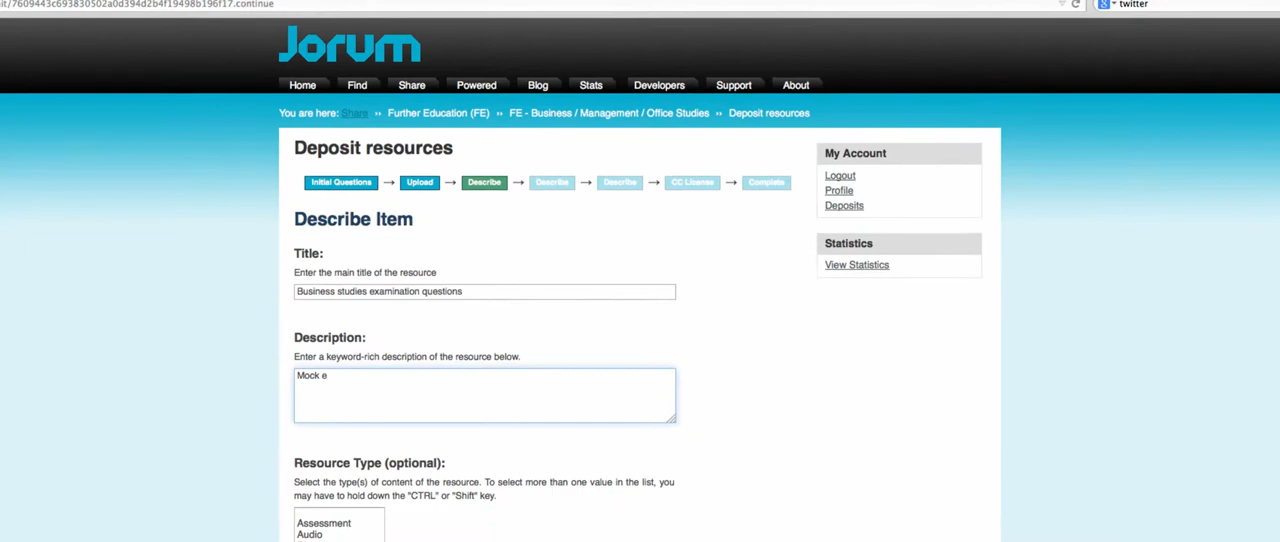 it/7609443c693830502a0d394d2b4f19498b196f17.continue
twitter
Jorum
Home Find Share Powered Blog Stats Developers Support About
You are here: Share ›› Further Education (FE) ›› FE - Business / Management / Office Studies ›› Deposit resources
Deposit resources
Initial Questions → Upload → Describe → Describe → Describe → CC License → Complete
Describe Item
Title:
Enter the main title of the resource
Business studies examination questions
Description:
Enter a keyword-rich description of the resource below.
Mock e
Resource Type (optional):
Select the type(s) of content of the resource. To select more than one value in the list, you
may have to hold down the "CTRL" or "Shift" key.
Assessment
Audio
My Account
Logout
Profile
Deposits
Statistics
View Statistics